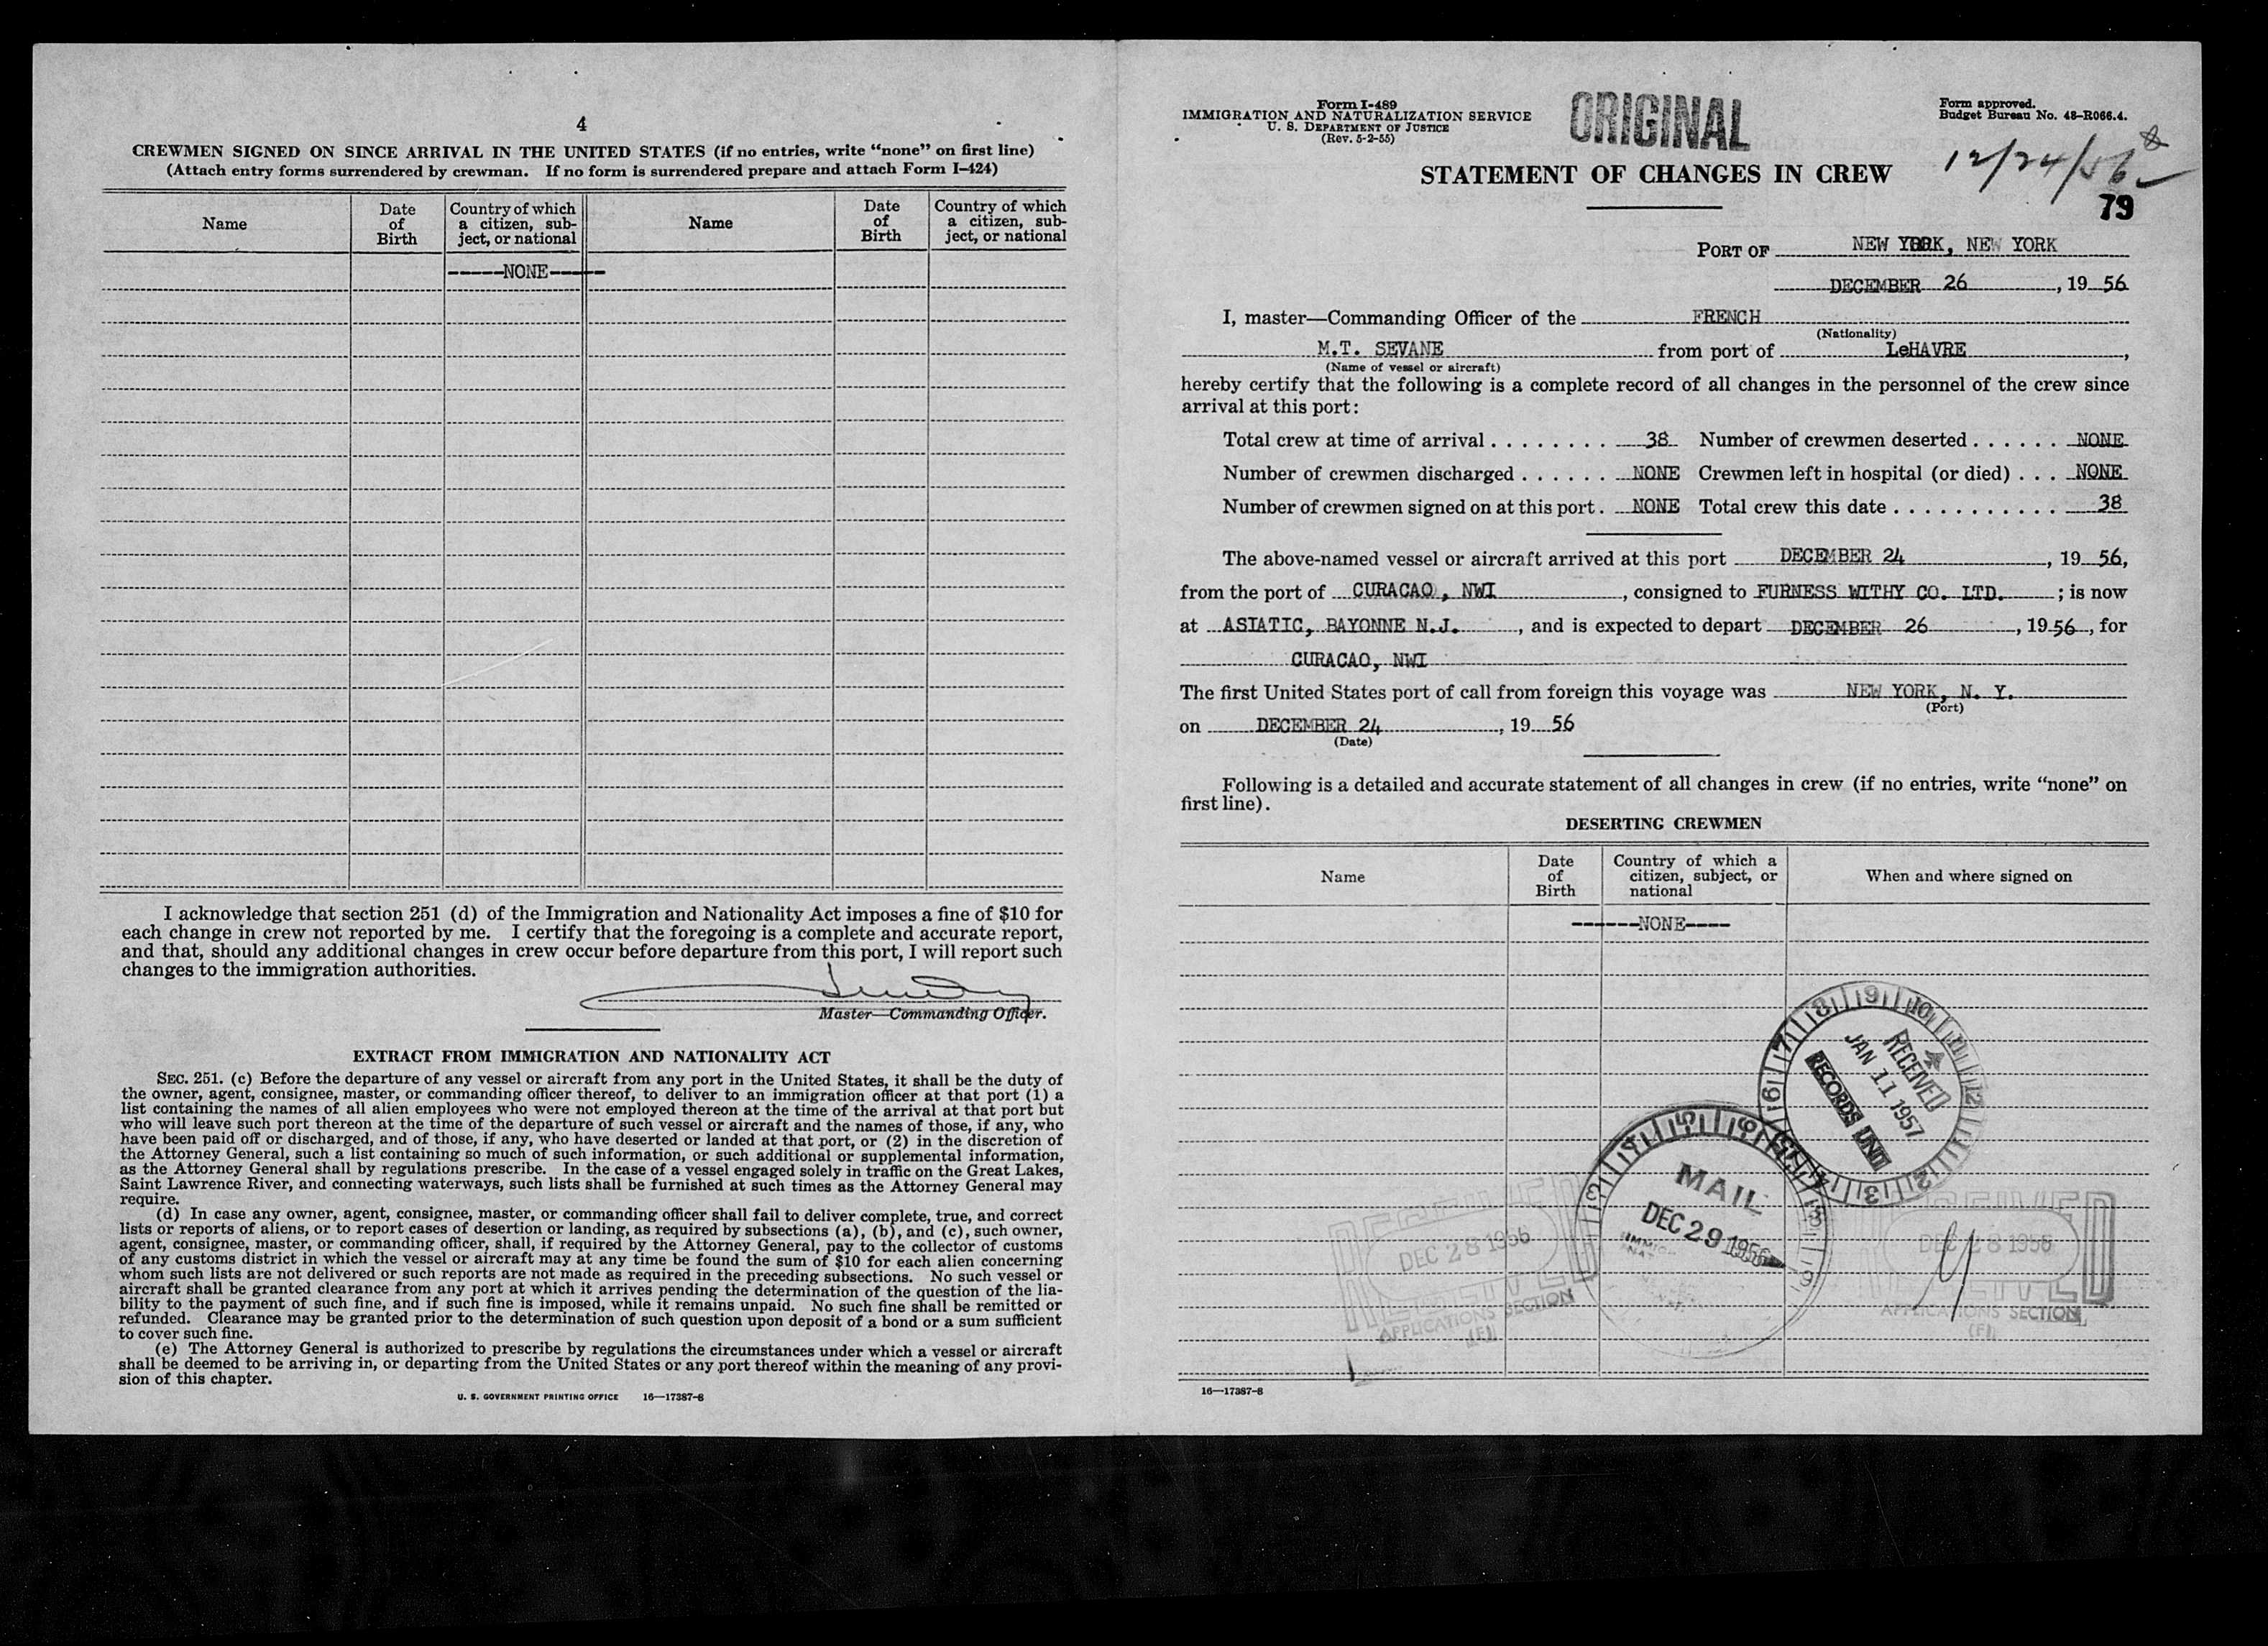 4
CREWMEN SIGNED ON SINCE ARRIVAL IN THE UNITED STATES (if no entries, write “none” on first line)
(Attach entry forms surrendered by crewman. If no form is surrendered prepare and attach Form I–424)
Name
Date of Birth
Country of which a citizen, sub-
ject, or national
Name
Date of Birth
Country of which a citizen, sub-
ject, or national
-----NONE-----
I acknowledge that section 251 (d) of the Immigration and Nationality Act imposes a fine of $10 for
each change in crew not reported by me. I certify that the foregoing is a complete and accurate report,
and that, should any additional changes in crew occur before departure from this port, I will report such
changes to the immigration authorities.
Master—Commanding Officer.
EXTRACT FROM IMMIGRATION AND NATIONALITY ACT
SEC. 251. (c) Before the departure of any vessel or aircraft from any port in the United States, it shall be the duty of
the owner, agent, consignee, master, or commanding officer thereof, to deliver to an immigration officer at that port (1) a
list containing the names of all alien employees who were not employed thereon at the time of the arrival at that port but
who will leave such port thereon at the time of the departure of such vessel or aircraft and the names of those, if any, who
have been paid off or discharged, and of those, if any, who have deserted or landed at that port, or (2) in the discretion of
the Attorney General, such a list containing so much of such information, or such additional or supplemental information,
as the Attorney General shall by regulations prescribe. In the case of a vessel engaged solely in traffic on the Great Lakes,
Saint Lawrence River, and connecting waterways, such lists shall be furnished at such times as the Attorney General may
require.
(d) In case any owner, agent, consignee, master, or commanding officer shall fail to deliver complete, true, and correct
lists or reports of aliens, or to report cases of desertion or landing, as required by subsections (a), (b), and (c), such owner,
agent, consignee, master, or commanding officer, shall, if required by the Attorney General, pay to the collector of customs
of any customs district in which the vessel or aircraft may at any time be found the sum of $10 for each alien concerning
whom such lists are not delivered or such reports are not made as required in the preceding subsections. No such vessel or
aircraft shall be granted clearance from any port at which it arrives pending the determination of the question of the lia-
bility to the payment of such fine, and if such fine is imposed, while it remains unpaid. No such fine shall be remitted or
refunded. Clearance may be granted prior to the determination of such question upon deposit of a bond or a sum sufficient
to cover such fine.
(e) The Attorney General is authorized to prescribe by regulations the circumstances under which a vessel or aircraft
shall be deemed to be arriving in, or departing from the United States or any port thereof within the meaning of any provi-
sion of this chapter.
U. S. GOVERNMENT PRINTING OFFICE 16—17387-8
Form I-489
IMMIGRATION AND NATURALIZATION SERVICE
U. S. DEPARTMENT OF JUSTICE
(Rev. 5-2-55)
ORIGINAL
Form approved.
Budget Bureau No. 43–R066.4.
12/24/56
STATEMENT OF CHANGES IN CREW
79
PORT OF NEW YORK, NEW YORK
DECEMBER 26, 19 56
I, master—Commanding Officer of the FRENCH
(Nationality)
M.T. SEVANE from port of LeHAVRE,
(Name of vessel or aircraft)
hereby certify that the following is a complete record of all changes in the personnel of the crew since
arrival at this port:
Total crew at time of arrival . . . . . . . . 38 Number of crewmen deserted . . . . . . NONE
Number of crewmen discharged . . . . . . NONE Crewmen left in hospital (or died) . . . NONE
Number of crewmen signed on at this port . NONE Total crew this date . . . . . . . . . . . . 38
The above-named vessel or aircraft arrived at this port DECEMBER 24, 19 56,
from the port of CURACAO, NWI, consigned to FURNESS WITHY CO. LTD. ; is now
at ASIATIC, BAYONNE N.J., and is expected to depart DECEMBER 26, 19 56, for
CURACAO, NWI
The first United States port of call from foreign this voyage was NEW YORK, N. Y.
(Port)
on DECEMBER 24, 19 56
(Date)
Following is a detailed and accurate statement of all changes in crew (if no entries, write “none” on
first line).
DESERTING CREWMEN
Name
Date of Birth
Country of which a citizen, subject, or national
When and where signed on
------NONE----
RECEIVED
JAN 11 1957
RECORDS UNIT
MAIL
DEC 29 1956
RECEIVED
DEC 28 1956
APPLICATIONS SECTION
(F)
RECEIVED
DEC 28 1956
APPLICATIONS SECTION
(F)
16—17387-8